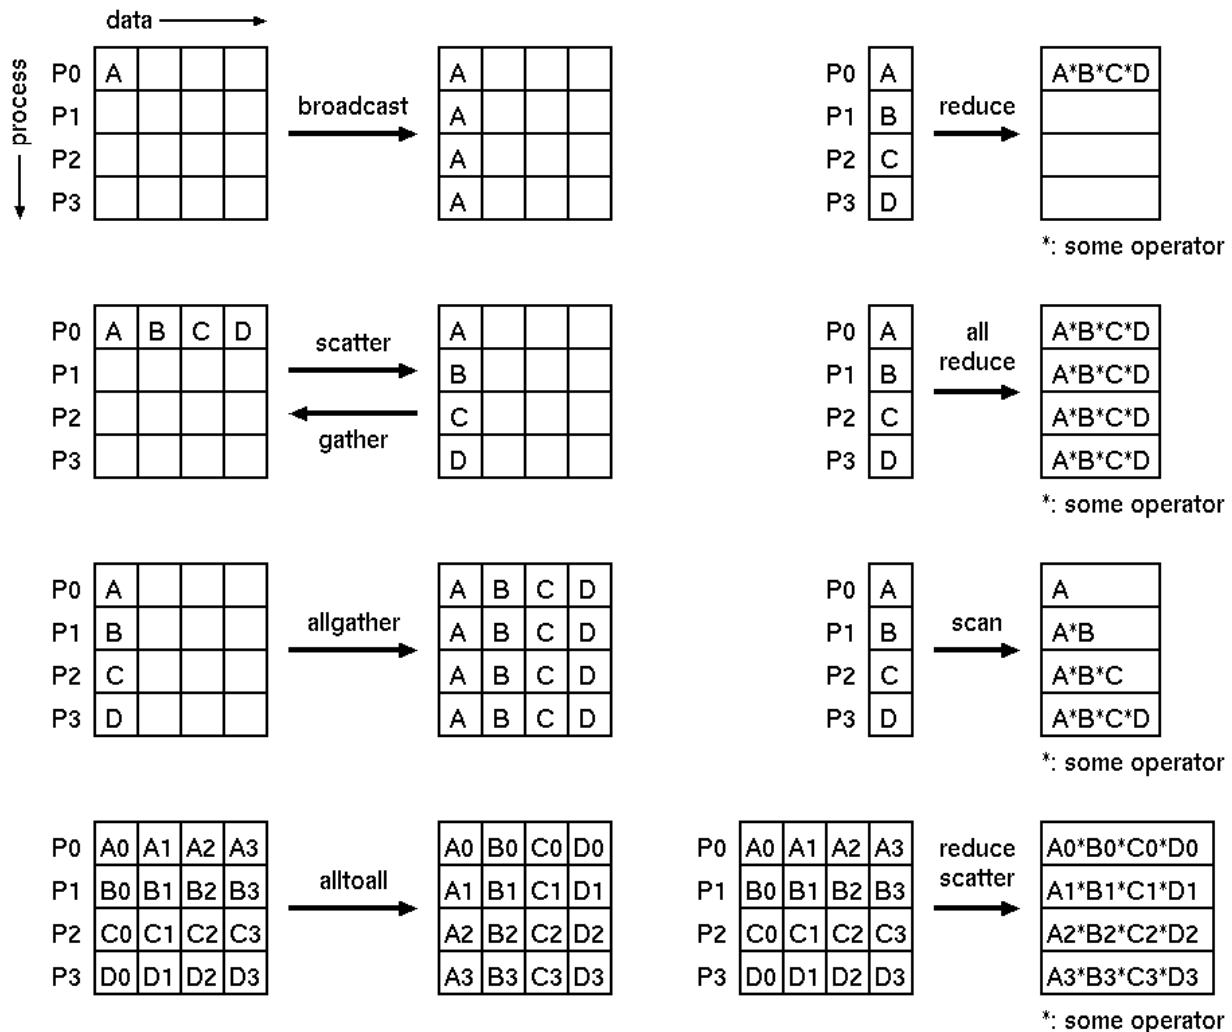 data
process
P0 A
P1
P2
P3
broadcast
A
A
A
A
P0 A
P1 B
P2 C
P3 D
reduce
A*B*C*D
*: some operator
P0 A B C D
P1
P2
P3
scatter
gather
A
B
C
D
P0 A
P1 B
P2 C
P3 D
all
reduce
A*B*C*D
A*B*C*D
A*B*C*D
A*B*C*D
*: some operator
P0 A
P1 B
P2 C
P3 D
allgather
A B C D
A B C D
A B C D
A B C D
P0 A
P1 B
P2 C
P3 D
scan
A
A*B
A*B*C
A*B*C*D
*: some operator
P0 A0 A1 A2 A3
P1 B0 B1 B2 B3
P2 C0 C1 C2 C3
P3 D0 D1 D2 D3
alltoall
A0 B0 C0 D0
A1 B1 C1 D1
A2 B2 C2 D2
A3 B3 C3 D3
P0 A0 A1 A2 A3
P1 B0 B1 B2 B3
P2 C0 C1 C2 C3
P3 D0 D1 D2 D3
reduce
scatter
A0*B0*C0*D0
A1*B1*C1*D1
A2*B2*C2*D2
A3*B3*C3*D3
*: some operator